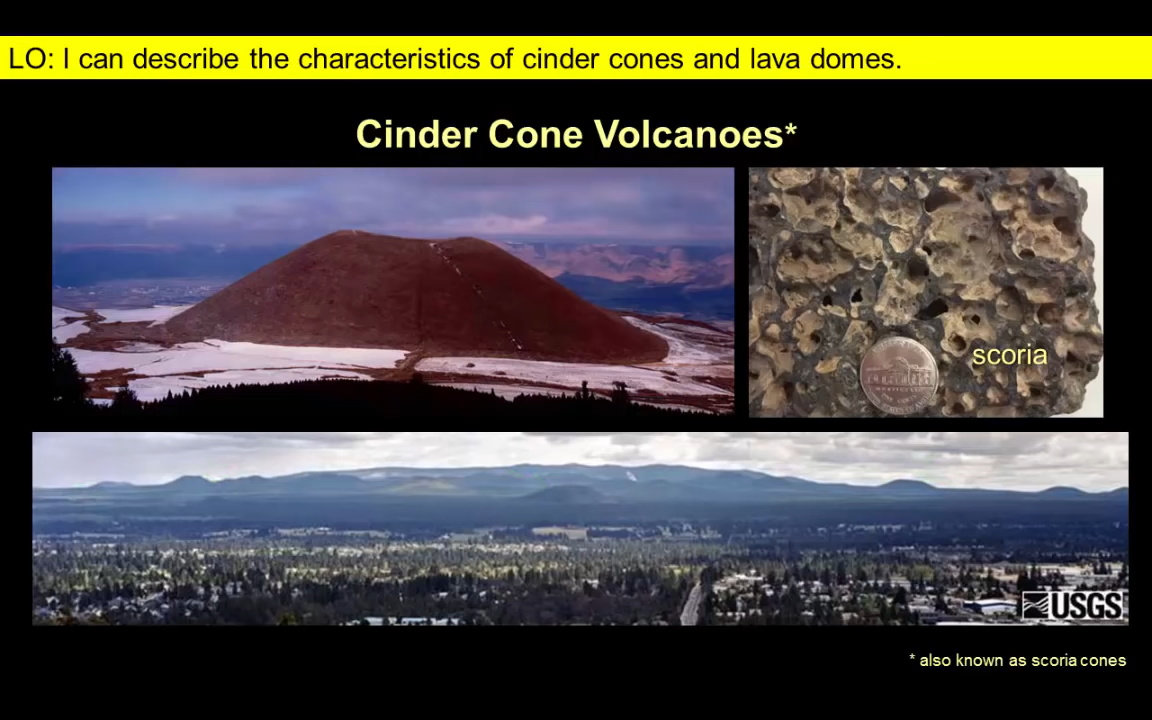 LO: I can describe the characteristics of cinder cones and lava domes.
Cinder Cone Volcanoes*
scoria
USGS
* also known as scoria cones